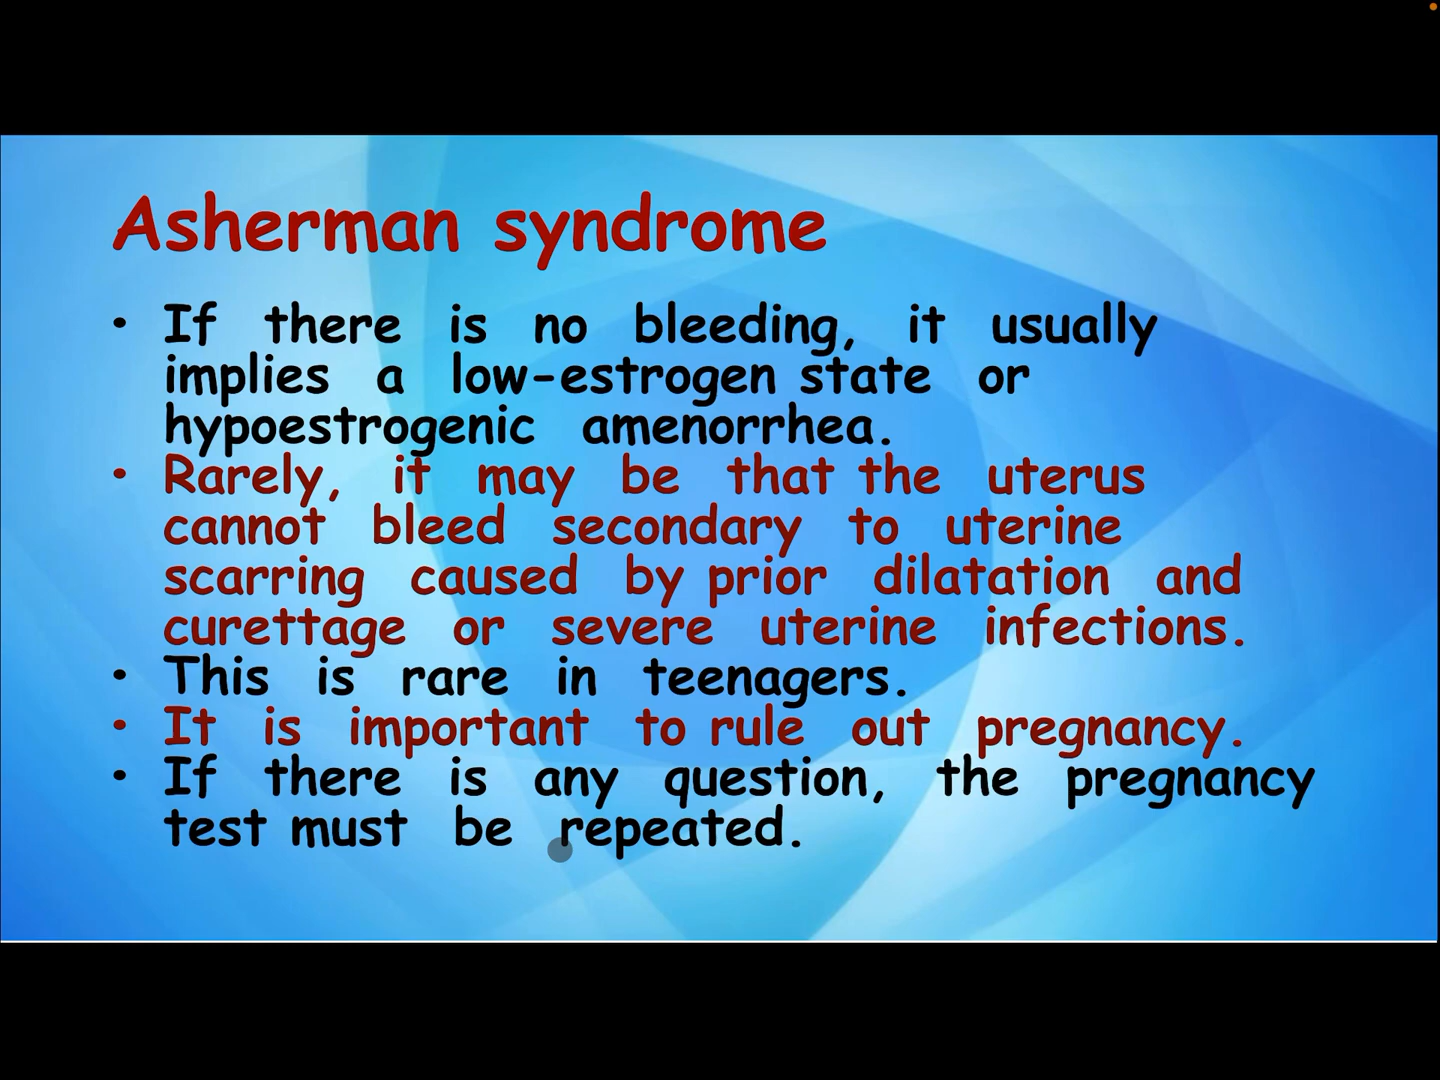 Asherman syndrome
• If there is no bleeding, it usually
implies a low-estrogen state or
hypoestrogenic amenorrhea.
• Rarely, it may be that the uterus
cannot bleed secondary to uterine
scarring caused by prior dilatation and
curettage or severe uterine infections.
• This is rare in teenagers.
• It is important to rule out pregnancy.
• If there is any question, the pregnancy
test must be repeated.